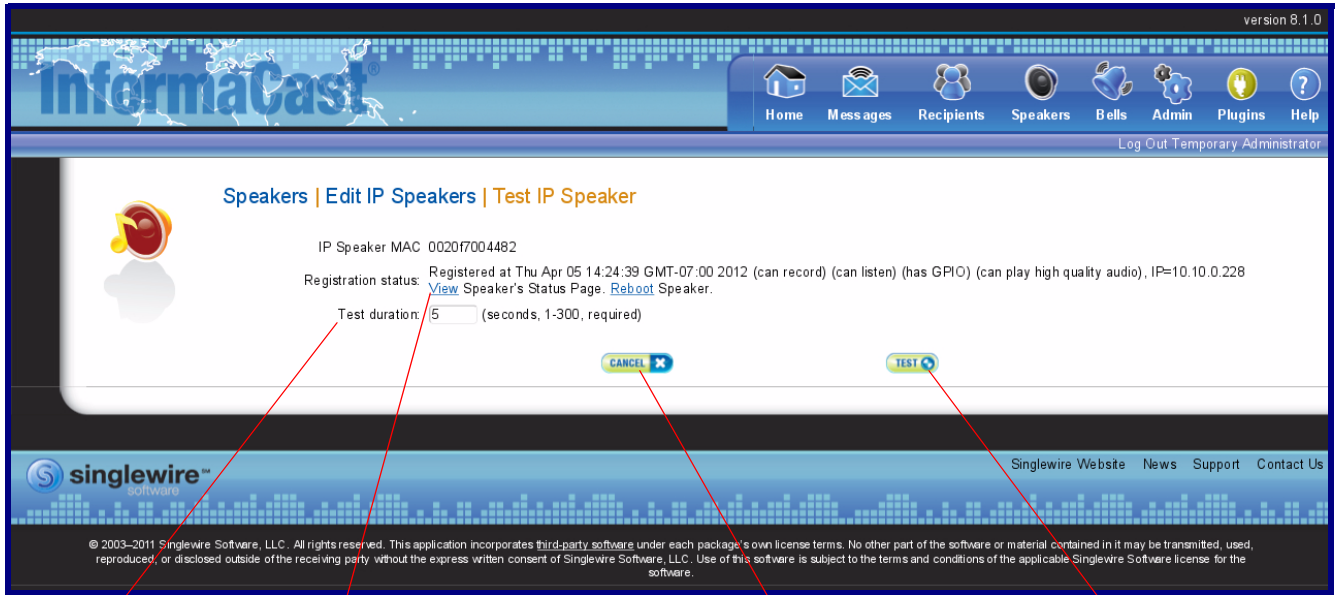 version 8.1.0
InformaCast®
Home Messages Recipients Speakers Bells Admin Plugins Help
Log Out Temporary Administrator
Speakers | Edit IP Speakers | Test IP Speaker
IP Speaker MAC 0020f7004482
Registration status: Registered at Thu Apr 05 14:24:39 GMT-07:00 2012 (can record) (can listen) (has GPIO) (can play high quality audio), IP=10.10.0.228
View Speaker's Status Page. Reboot Speaker.
Test duration: 5 (seconds, 1-300, required)
CANCEL TEST
singlewire℠
software
Singlewire Website News Support Contact Us
© 2003–2011 Singlewire Software, LLC. All rights reserved. This application incorporates third-party software under each package's own license terms. No other part of the software or material contained in it may be transmitted, used,
reproduced, or disclosed outside of the receiving party without the express written consent of Singlewire Software, LLC. Use of this software is subject to the terms and conditions of the applicable Singlewire Software license for the
software.